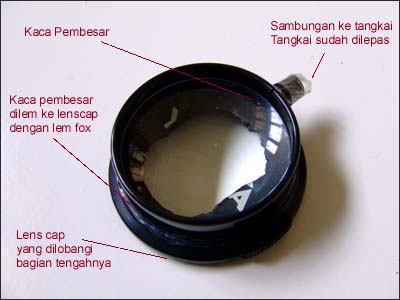 Kaca Pembesar
Sambungan ke tangkai
Tangkai sudah dilepas
Kaca pembesar
dilem ke lenscap
dengan lem fox
Lens cap
yang dilobangi
bagian tengahnya